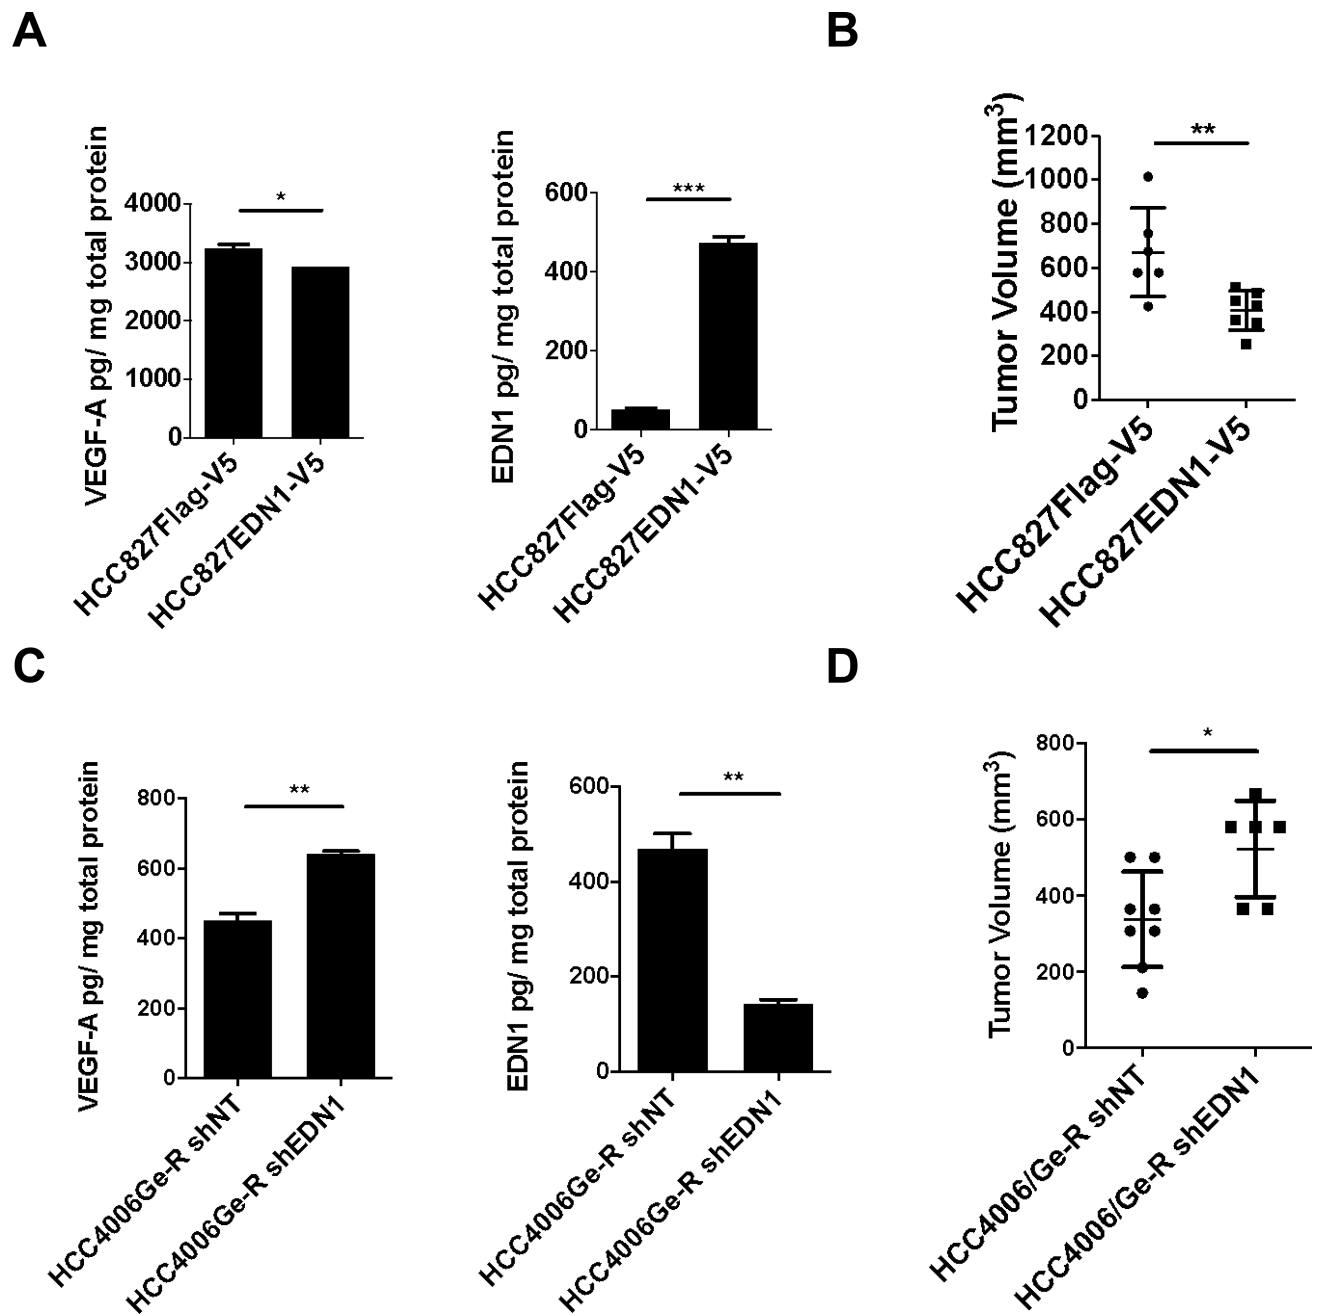 A
VEGF-A pg/ mg total protein
4000
3000
2000
1000
0
*
HCC827Flag-V5
HCC827EDN1-V5
EDN1 pg/ mg total protein
600
400
200
0
***
HCC827Flag-V5
HCC827EDN1-V5
B
Tumor Volume (mm³)
1200
1000
800
600
400
200
0
**
HCC827Flag-V5
HCC827EDN1-V5
C
VEGF-A pg/ mg total protein
800
600
400
200
0
**
HCC4006Ge-R shNT
HCC4006Ge-R shEDN1
EDN1 pg/ mg total protein
600
400
200
0
**
HCC4006Ge-R shNT
HCC4006Ge-R shEDN1
D
Tumor Volume (mm³)
800
600
400
200
0
*
HCC4006/Ge-R shNT
HCC4006/Ge-R shEDN1